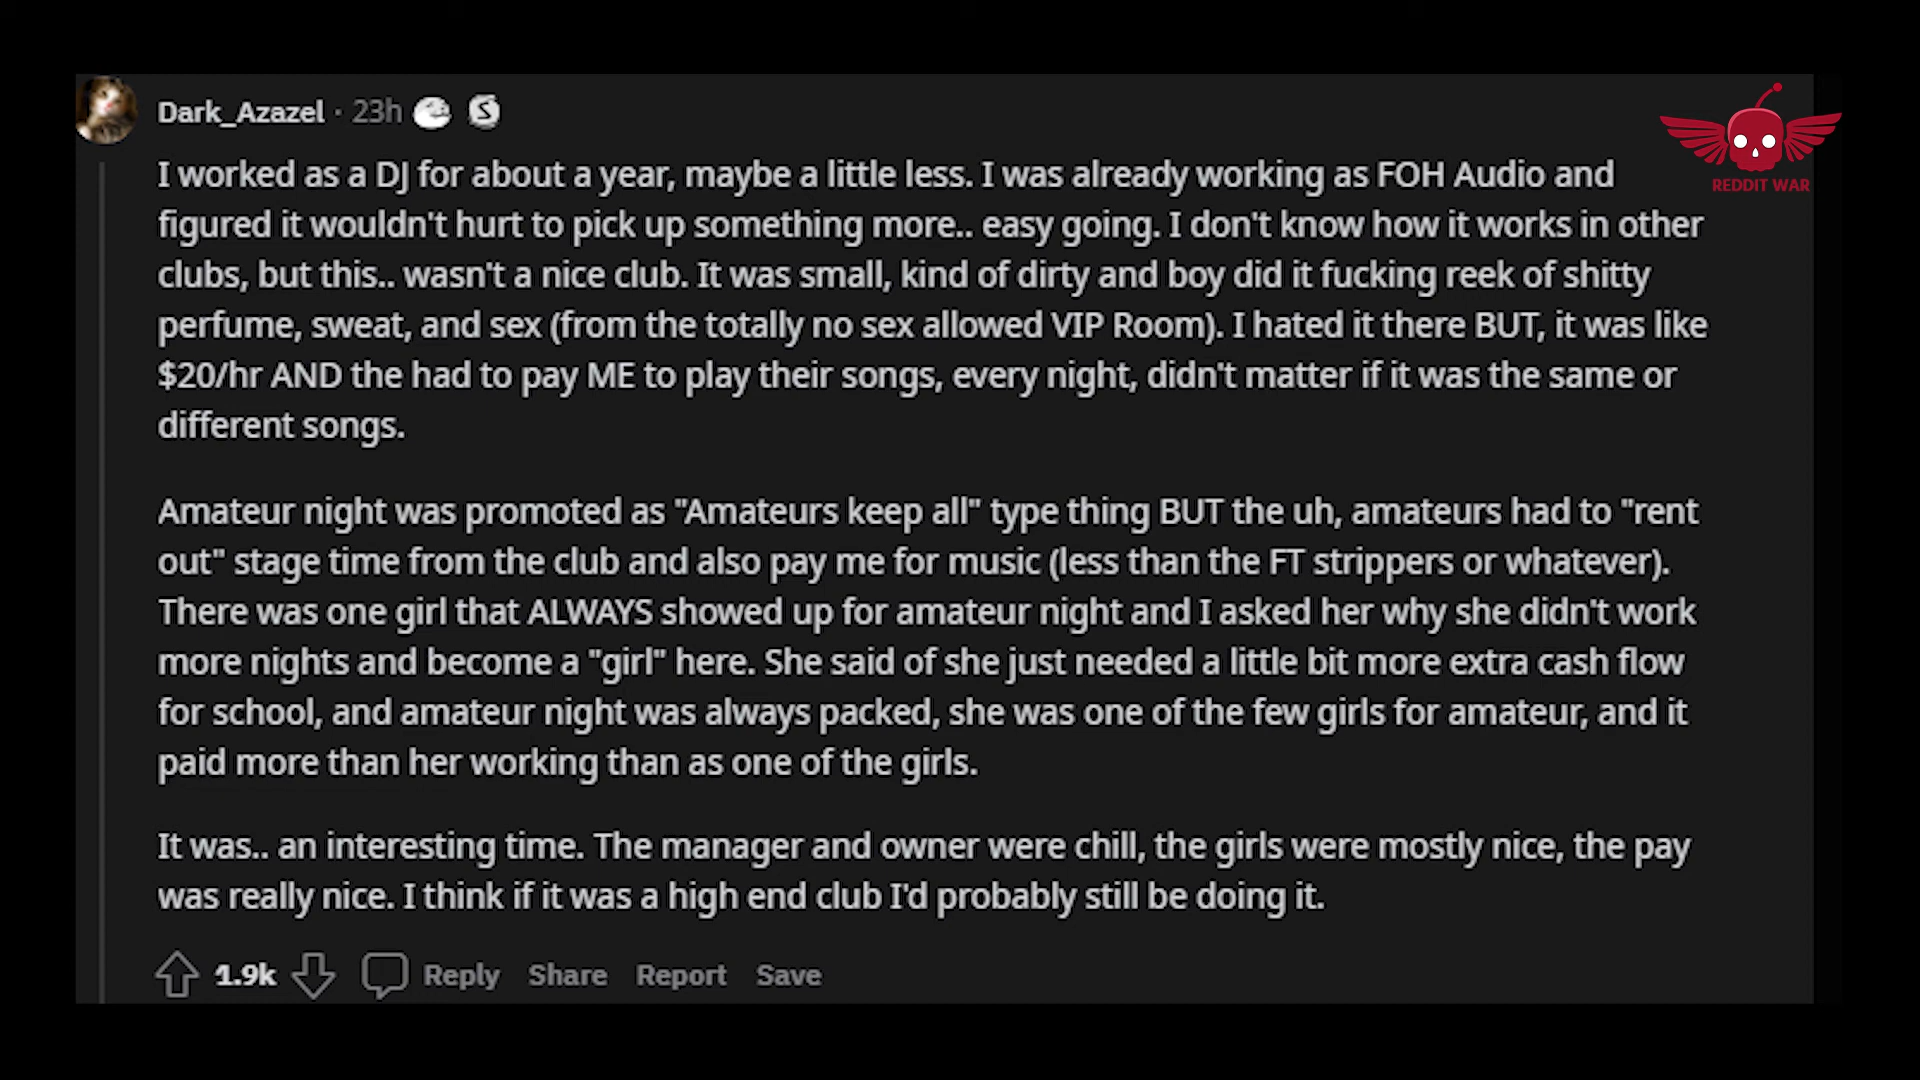 Dark_Azazel · 23h
REDDIT WAR
I worked as a DJ for about a year, maybe a little less. I was already working as FOH Audio and
figured it wouldn't hurt to pick up something more.. easy going. I don't know how it works in other
clubs, but this.. wasn't a nice club. It was small, kind of dirty and boy did it fucking reek of shitty
perfume, sweat, and sex (from the totally no sex allowed VIP Room). I hated it there BUT, it was like
$20/hr AND the had to pay ME to play their songs, every night, didn't matter if it was the same or
different songs.
Amateur night was promoted as "Amateurs keep all" type thing BUT the uh, amateurs had to "rent
out" stage time from the club and also pay me for music (less than the FT strippers or whatever).
There was one girl that ALWAYS showed up for amateur night and I asked her why she didn't work
more nights and become a "girl" here. She said of she just needed a little bit more extra cash flow
for school, and amateur night was always packed, she was one of the few girls for amateur, and it
paid more than her working than as one of the girls.
It was.. an interesting time. The manager and owner were chill, the girls were mostly nice, the pay
was really nice. I think if it was a high end club I'd probably still be doing it.
1.9k Reply Share Report Save